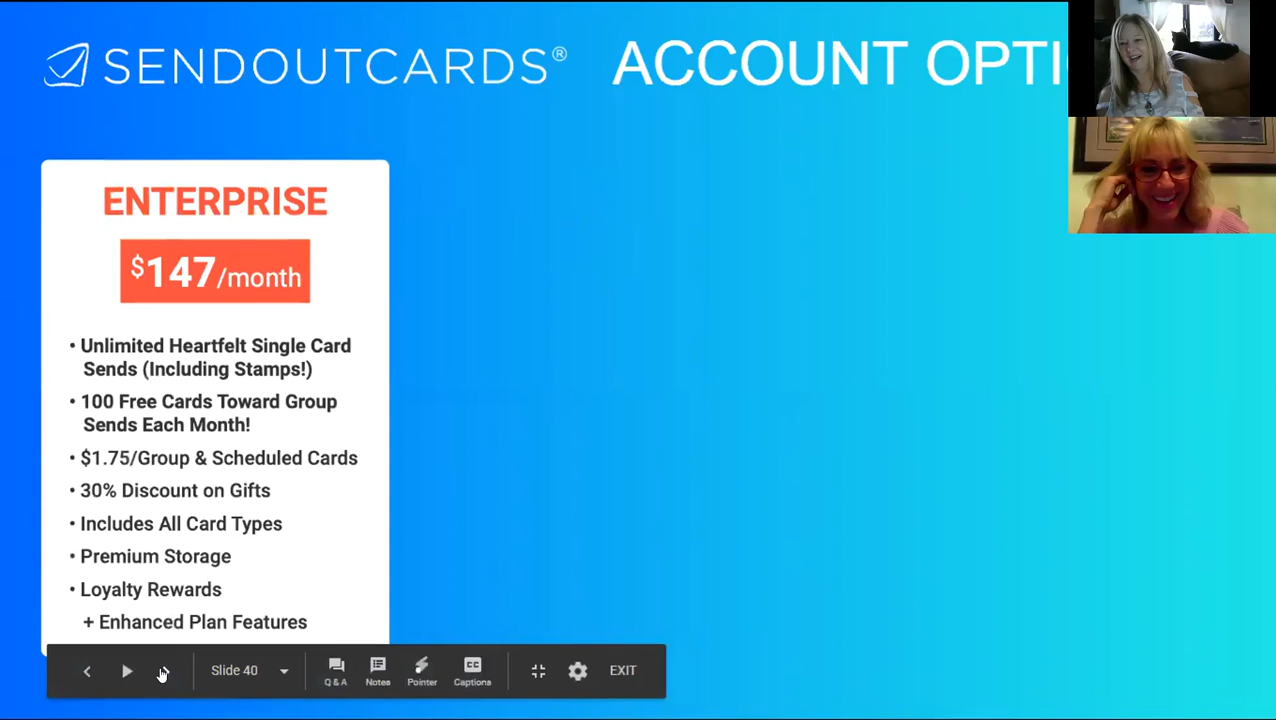 SENDOUTCARDS® ACCOUNT OPTI
ENTERPRISE
$147/month
• Unlimited Heartfelt Single Card
Sends (Including Stamps!)
• 100 Free Cards Toward Group
Sends Each Month!
• $1.75/Group & Scheduled Cards
• 30% Discount on Gifts
• Includes All Card Types
• Premium Storage
• Loyalty Rewards
+ Enhanced Plan Features
Slide 40
Q & A
Notes
Pointer
CC
Captions
EXIT